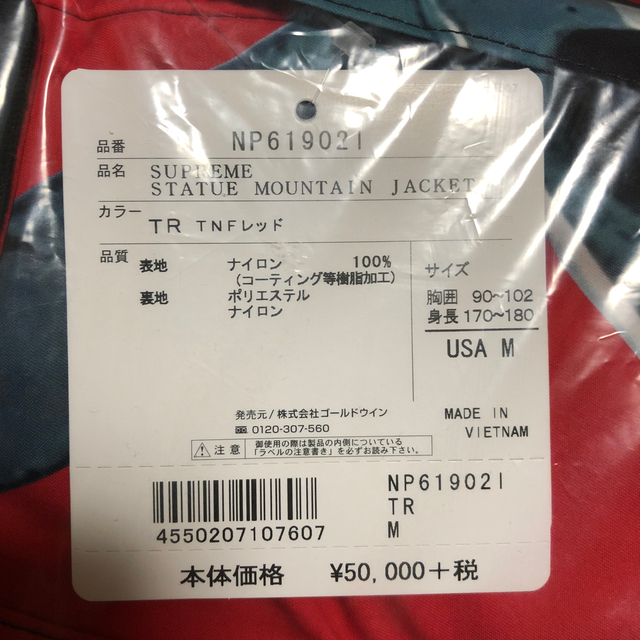 品番 NP61902I
品名 SUPREME
STATUE MOUNTAIN JACKET
カラー TR TNFレッド
品質 表地 ナイロン 100%
(コーティング等樹脂加工)
裏地 ポリエステル
ナイロン
サイズ
胸囲 90~102
身長 170~180
USA M
発売元/株式会社ゴールドウイン
0120-307-560
注意 御使用の際は製品の内側についている
「ラベルの注意書き」を必ずお読み下さい。
MADE IN
VIETNAM
NP61902I
TR
M
4550207107607
本体価格 ¥50,000+税